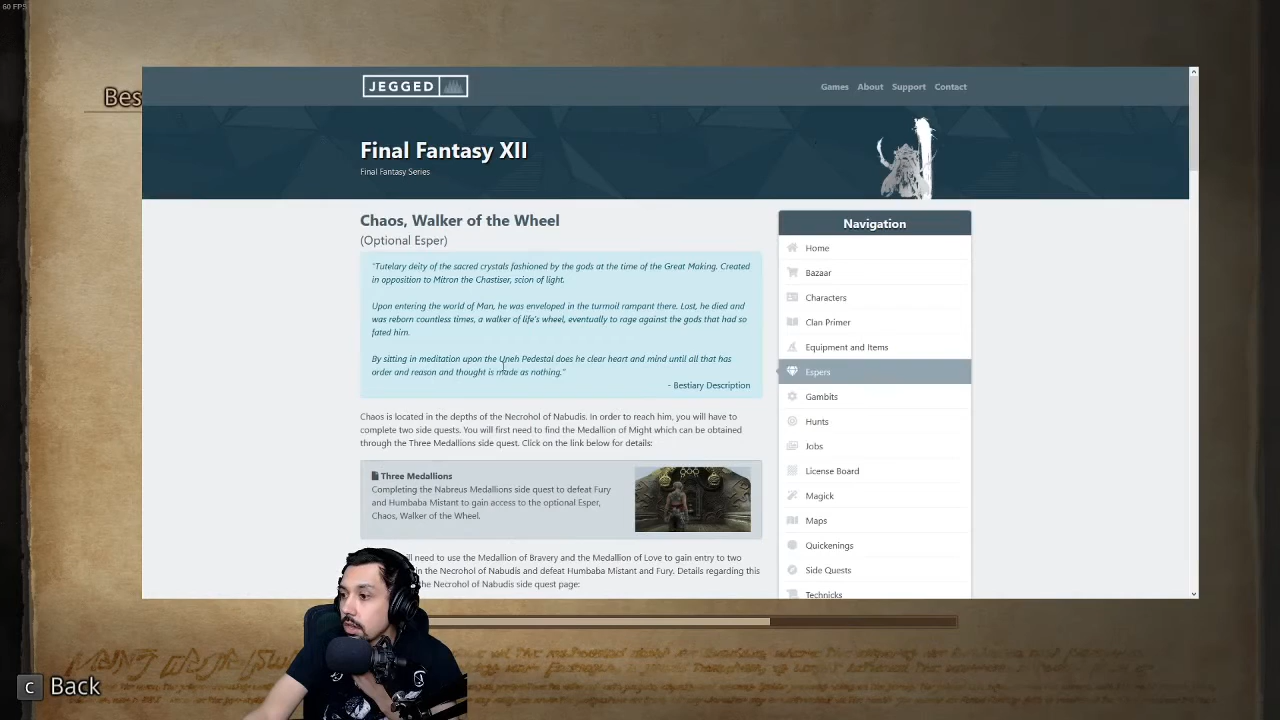 60 FPS
Bes
JEGGED
Games About Support Contact
Final Fantasy XII
Final Fantasy Series
Chaos, Walker of the Wheel
(Optional Esper)
"Tutelary deity of the sacred crystals fashioned by the gods at the time of the Great Making. Created
in opposition to Mitron the Chastiser, scion of light.
Upon entering the world of Man, he was enveloped in the turmoil rampant there. Lost, he died and
was reborn countless times, a walker of life's wheel, eventually to rage against the gods that had so
fated him.
By sitting in meditation upon the Uneh Pedestal does he clear heart and mind until all that has
order and reason and thought is made as nothing."
- Bestiary Description
Chaos is located in the depths of the Necrohol of Nabudis. In order to reach him, you will have to
complete two side quests. You will first need to find the Medallion of Might which can be obtained
through the Three Medallions side quest. Click on the link below for details:
Three Medallions
Completing the Nabreus Medallions side quest to defeat Fury
and Humbaba Mistant to gain access to the optional Esper,
Chaos, Walker of the Wheel.
ill need to use the Medallion of Bravery and the Medallion of Love to gain entry to two
in the Necrohol of Nabudis and defeat Humbaba Mistant and Fury. Details regarding this
the Necrohol of Nabudis side quest page:
Navigation
Home
Bazaar
Characters
Clan Primer
Equipment and Items
Espers
Gambits
Hunts
Jobs
License Board
Magick
Maps
Quickenings
Side Quests
Technicks
C Back